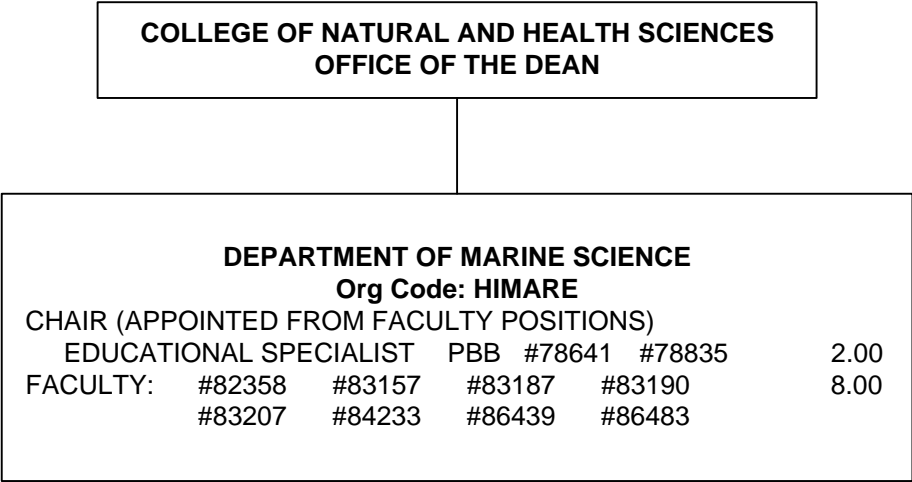 COLLEGE OF NATURAL AND HEALTH SCIENCES
OFFICE OF THE DEAN
DEPARTMENT OF MARINE SCIENCE
Org Code: HIMARE
CHAIR (APPOINTED FROM FACULTY POSITIONS)
EDUCATIONAL SPECIALIST PBB #78641 #78835 2.00
FACULTY: #82358 #83157 #83187 #83190 8.00
#83207 #84233 #86439 #86483